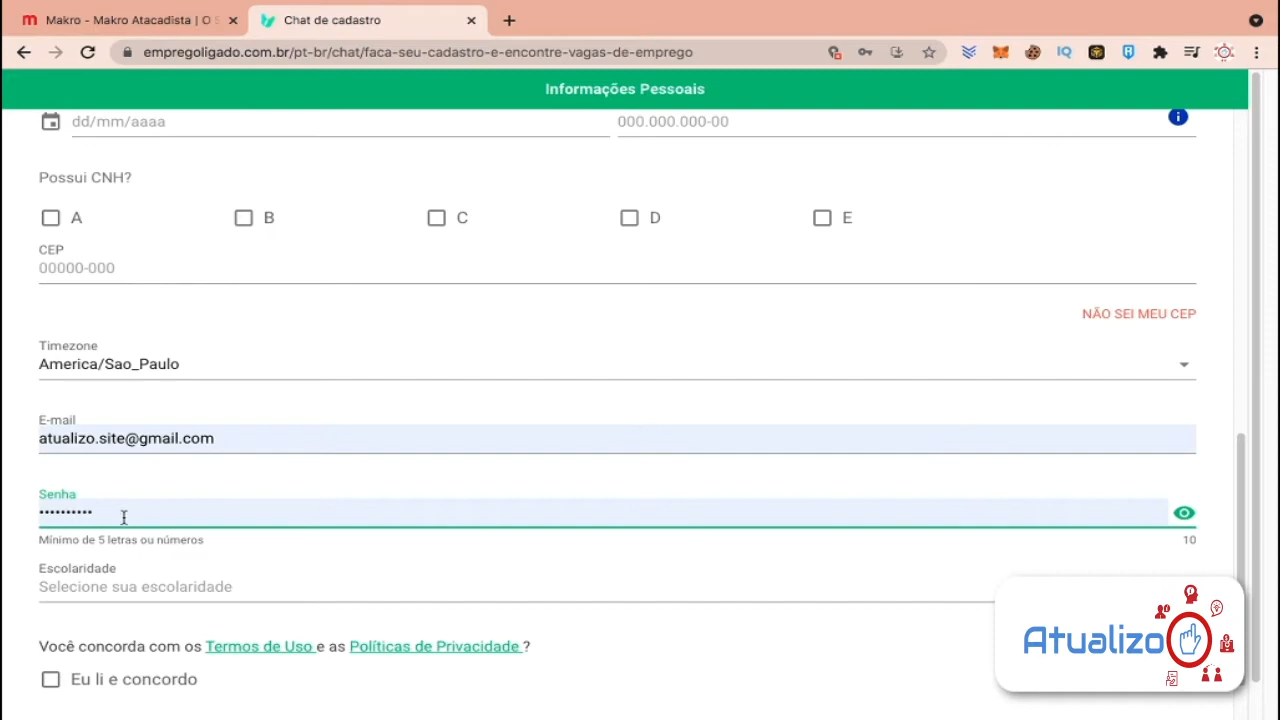 Makro - Makro Atacadista | O S
Chat de cadastro
empregoligado.com.br/pt-br/chat/faca-seu-cadastro-e-encontre-vagas-de-emprego
Informações Pessoais
dd/mm/aaaa
000.000.000-00
Possui CNH?
A B C D E
CEP
00000-000
NÃO SEI MEU CEP
Timezone
America/Sao_Paulo
E-mail
atualizo.site@gmail.com
Senha
••••••••••
Mínimo de 5 letras ou números 10
Escolaridade
Selecione sua escolaridade
Você concorda com os Termos de Uso e as Políticas de Privacidade ?
Eu li e concordo
Atualizo